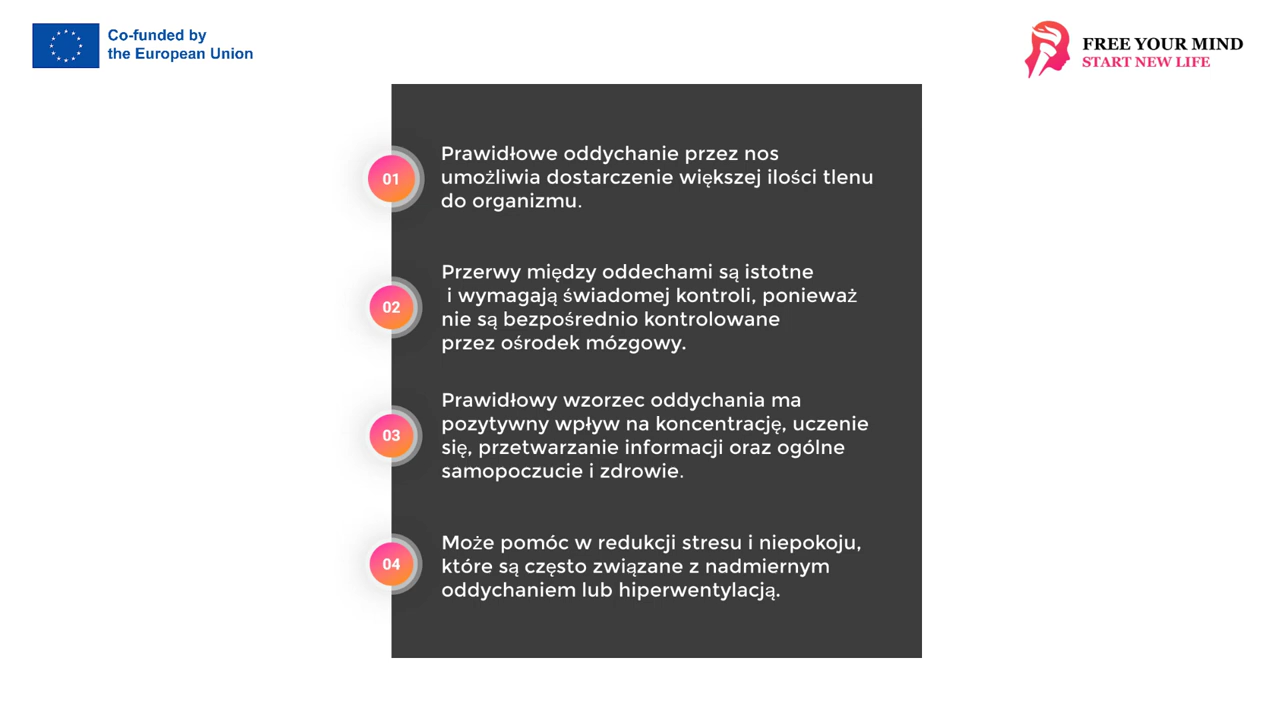 Co-funded by
the European Union
FREE YOUR MIND
START NEW LIFE
01
Prawidłowe oddychanie przez nos
umożliwia dostarczenie większej ilości tlenu
do organizmu.
02
Przerwy między oddechami są istotne
i wymagają świadomej kontroli, ponieważ
nie są bezpośrednio kontrolowane
przez ośrodek mózgowy.
03
Prawidłowy wzorzec oddychania ma
pozytywny wpływ na koncentrację, uczenie
się, przetwarzanie informacji oraz ogólne
samopoczucie i zdrowie.
04
Może pomóc w redukcji stresu i niepokoju,
które są często związane z nadmiernym
oddychaniem lub hiperwentylacją.